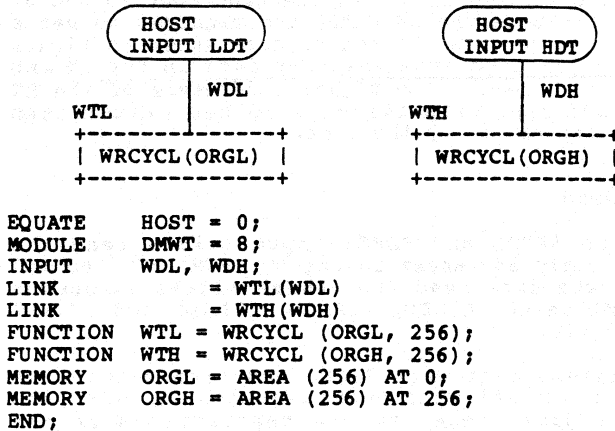 HOST HOST
INPUT LDT INPUT HDT
WDL WDH
WTL WTH
+---------------+ +---------------+
| WRCYCL(ORGL) | | WRCYCL(ORGH) |
+---------------+ +---------------+
EQUATE HOST = 0;
MODULE DMWT = 8;
INPUT WDL, WDH;
LINK = WTL(WDL)
LINK = WTH(WDH)
FUNCTION WTL = WRCYCL (ORGL, 256);
FUNCTION WTH = WRCYCL (ORGH, 256);
MEMORY ORGL = AREA (256) AT 0;
MEMORY ORGH = AREA (256) AT 256;
END;